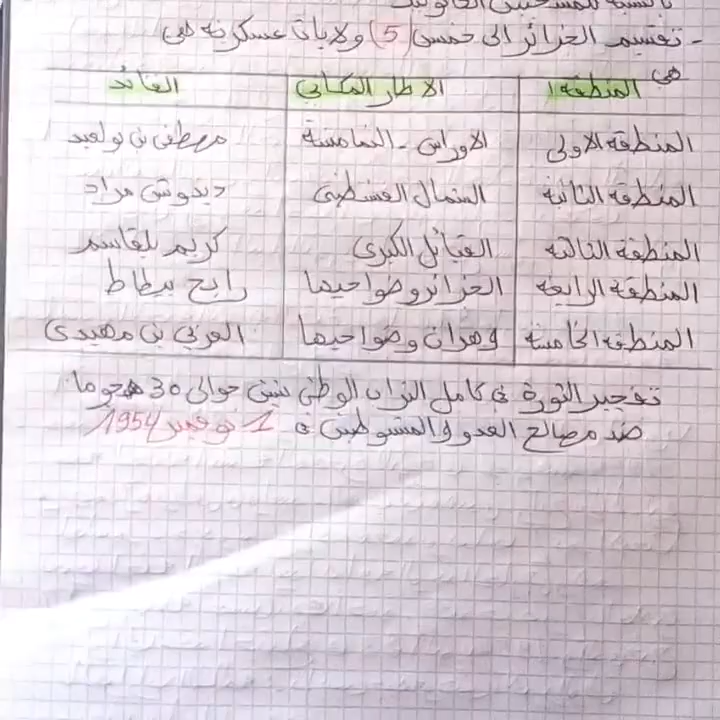 - تقسيم الجزائر الى خمس (5) ولايات عسكرية هي
هي
المنطقة الاطار المكاني القائد
المنطقة الاولى الاوراس - النمامشة مصطفى بن بولعيد
المنطقة الثانية الشمال القسنطيني ديدوش مراد
المنطقة الثالثة القبائل الكبرى كريم بلقاسم
المنطقة الرابعة الجزائر وضواحيها رابح بيطاط
المنطقة الخامسة وهران وضواحيها العربي بن مهيدي
تفجير الثورة في كامل التراب الوطني بشن حوالى 30 هجوما
ضد مصالح العدو و المستوطنين في 1 نوفمبر 1954